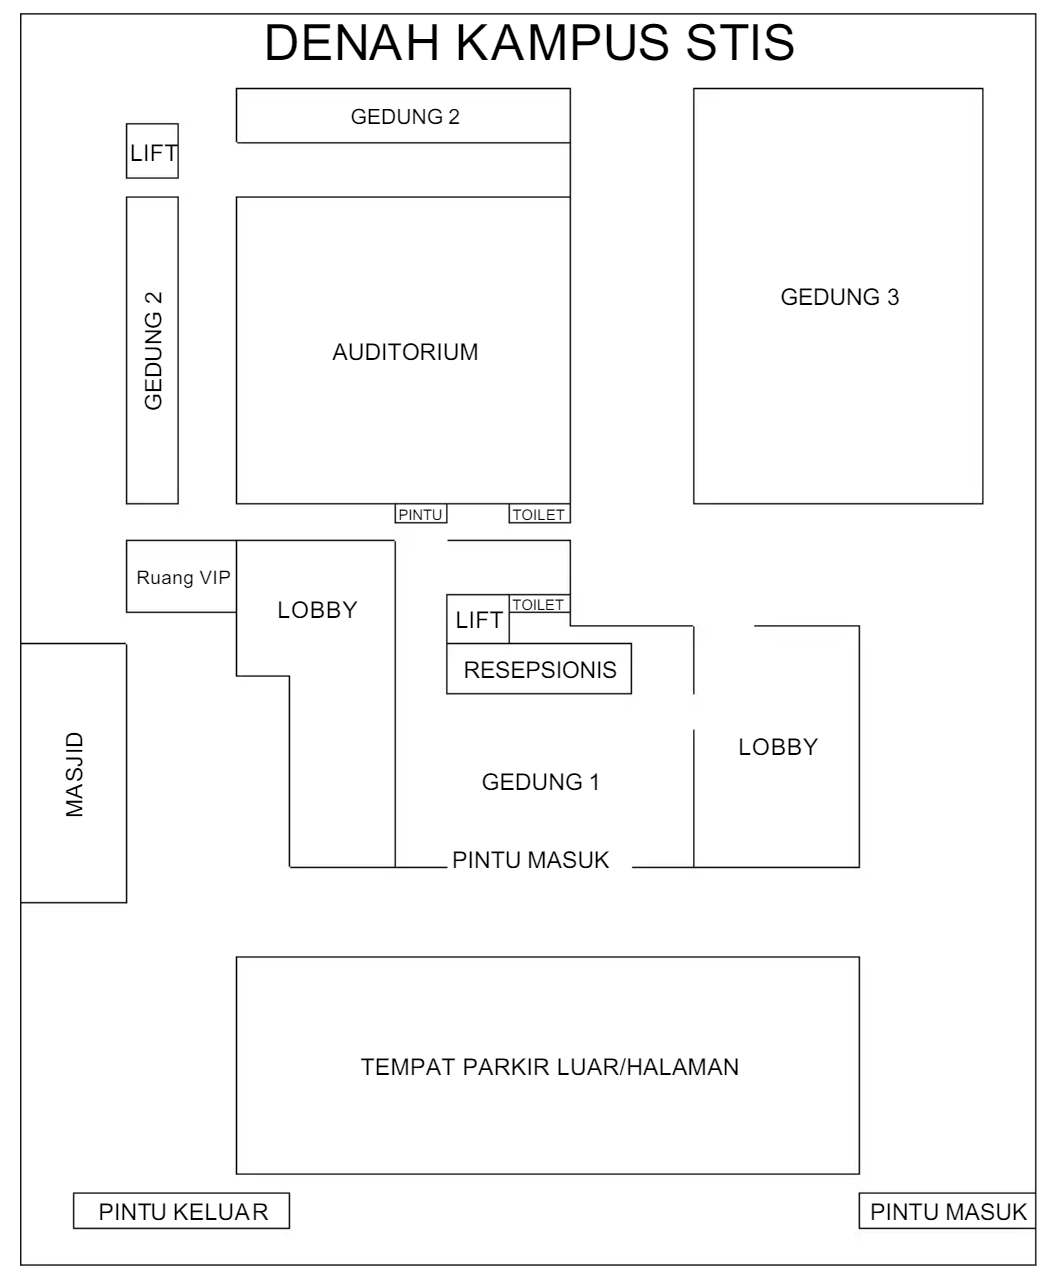 DENAH KAMPUS STIS
GEDUNG 2
LIFT
GEDUNG 2
AUDITORIUM
GEDUNG 3
PINTU
TOILET
Ruang VIP
LOBBY
TOILET
LIFT
RESEPSIONIS
MASJID
LOBBY
GEDUNG 1
PINTU MASUK
TEMPAT PARKIR LUAR/HALAMAN
PINTU KELUAR
PINTU MASUK